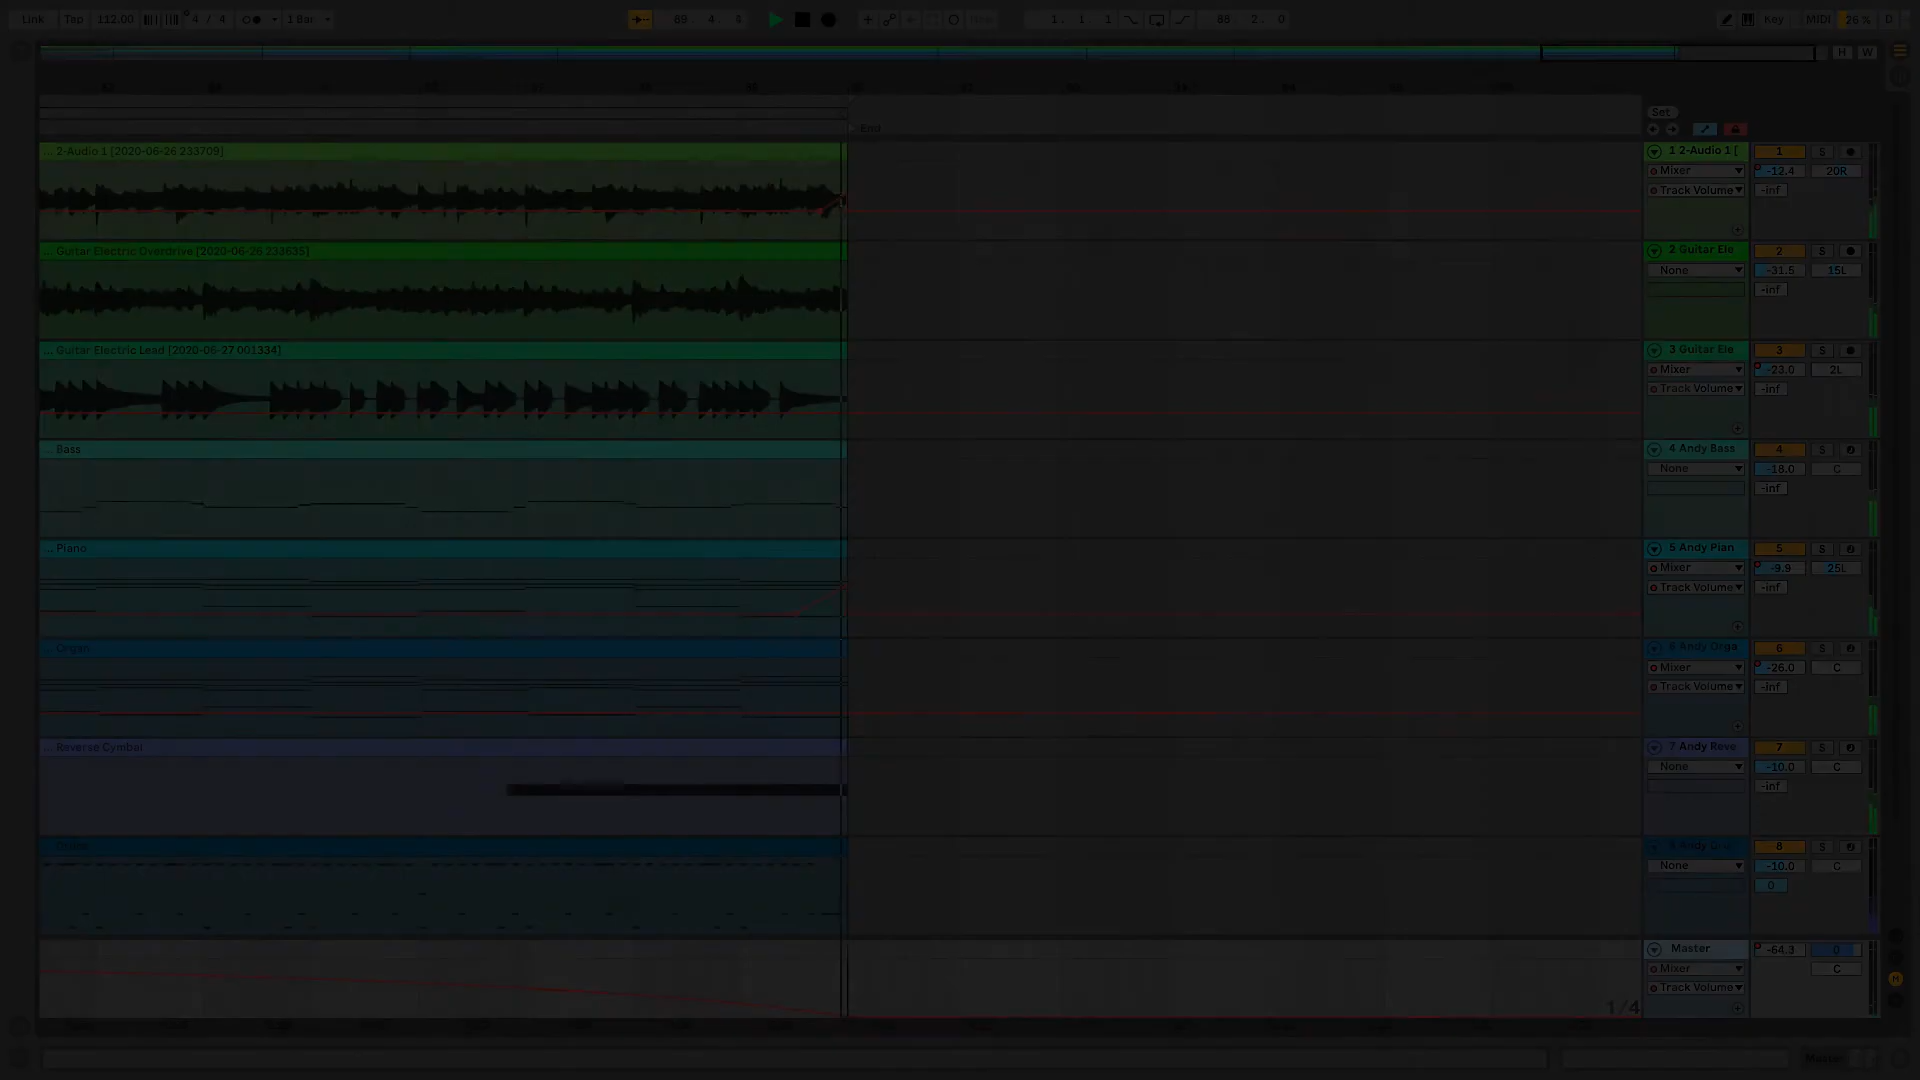 Link Tap 112.00 4 / 4 1 Bar 89. 4. New 1. 1. 1 88. 2. 0 Key MIDI 26 % D
H W
End
Set
... 2-Audio 1 [2020-06-26 233709]
1 2-Audio 1 [ 1 S
Mixer -12.4 20R
Track Volume -inf
... Guitar Electric Overdrive [2020-06-26 233635]
2 Guitar Ele 2 S
None -31.5 15L
-inf
... Guitar Electric Lead [2020-06-27 001334]
3 Guitar Ele 3 S
Mixer -23.0 2L
Track Volume -inf
... Bass
4 Andy Bass 4 S
None -18.0 C
-inf
... Piano
5 Andy Pian 5 S
Mixer -9.9 25L
Track Volume -inf
... Organ
6 Andy Orga 6 S
Mixer -26.0 C
Track Volume -inf
... Reverse Cymbal
7 Andy Reve 7 S
None -10.0 C
-inf
8 S
None -10.0 C
0
Master -64.3 0
Mixer C
Track Volume
1/4
Master